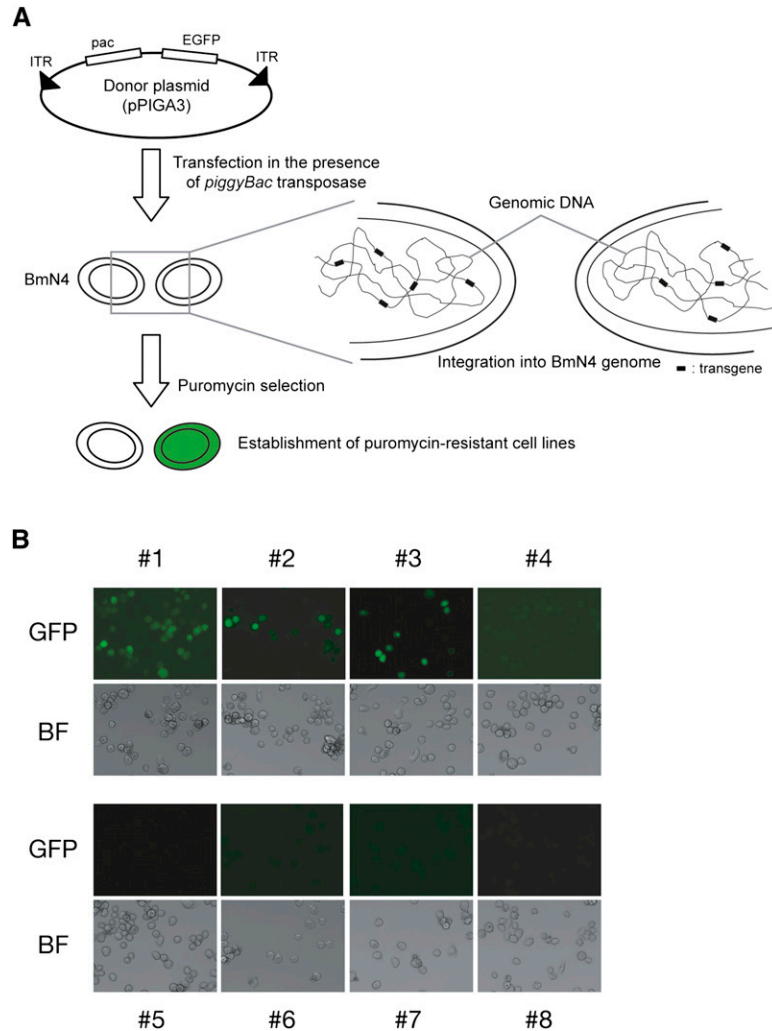 A
pac
EGFP
ITR
ITR
Donor plasmid
(pPIGA3)
Transfection in the presence
of piggyBac transposase
Genomic DNA
BmN4
Integration into BmN4 genome
: transgene
Puromycin selection
Establishment of puromycin-resistant cell lines
B
#1 #2 #3 #4
GFP
BF
GFP
BF
#5 #6 #7 #8